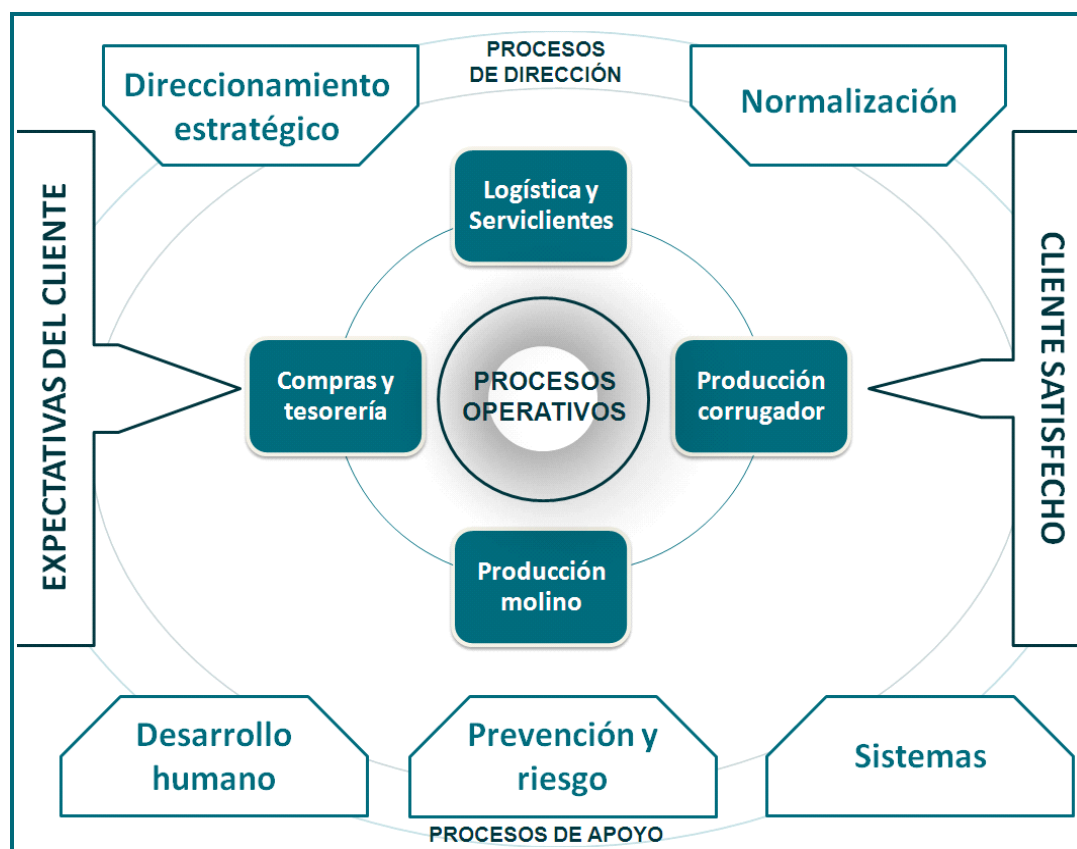 PROCESOS
DE DIRECCIÓN
Direccionamiento
estratégico
Normalización
EXPECTATIVAS DEL CLIENTE
Logística y
Serviclientes
Compras y
tesorería
PROCESOS
OPERATIVOS
Producción
corrugador
Producción
molino
CLIENTE SATISFECHO
Desarrollo
humano
Prevención y
riesgo
Sistemas
PROCESOS DE APOYO